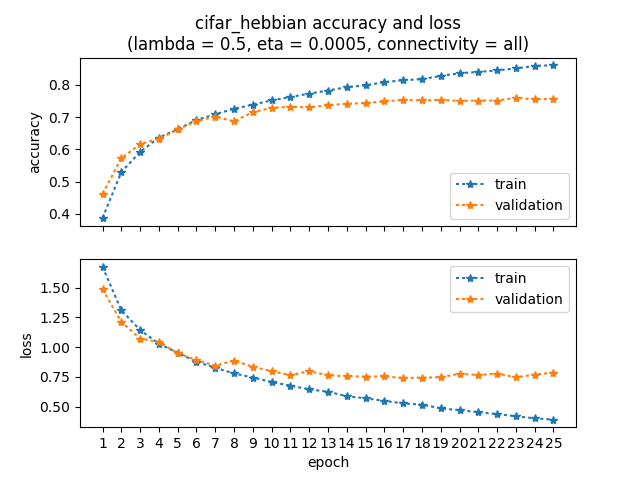 cifar_hebbian accuracy and loss
(lambda = 0.5, eta = 0.0005, connectivity = all)
accuracy
0.8
0.7
0.6
0.5
0.4
train
validation
loss
1.50
1.25
1.00
0.75
0.50
train
validation
1 2 3 4 5 6 7 8 9 10 11 12 13 14 15 16 17 18 19 20 21 22 23 24 25
epoch